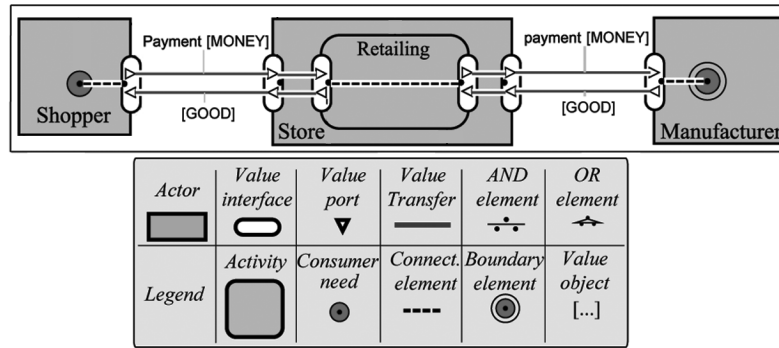 Payment [MONEY]
Retailing
payment [MONEY]
Shopper
[GOOD]
Store
[GOOD]
Manufacturer
Actor
Value
interface
Value
port
Value
Transfer
AND
element
OR
element
Legend
Activity
Consumer
need
Connect.
element
Boundary
element
Value
object
[...]